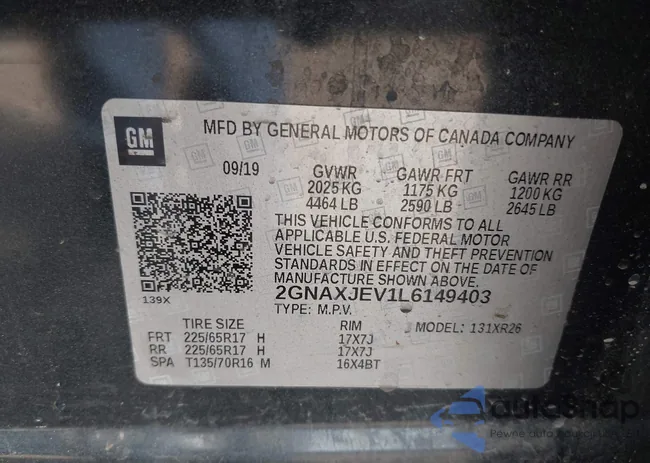 GM
MFD BY GENERAL MOTORS OF CANADA COMPANY
09/19 GVWR GAWR FRT GAWR RR
2025 KG 1175 KG 1200 KG
4464 LB 2590 LB 2645 LB
THIS VEHICLE CONFORMS TO ALL
APPLICABLE U.S. FEDERAL MOTOR
VEHICLE SAFETY AND THEFT PREVENTION
STANDARDS IN EFFECT ON THE DATE OF
MANUFACTURE SHOWN ABOVE.
139X 2GNAXJEV1L6149403
TYPE: M.P.V.
TIRE SIZE RIM MODEL: 131XR26
FRT 225/65R17 H 17X7J
RR 225/65R17 H 17X7J
SPA T135/70R16 M 16X4BT
autoSnap